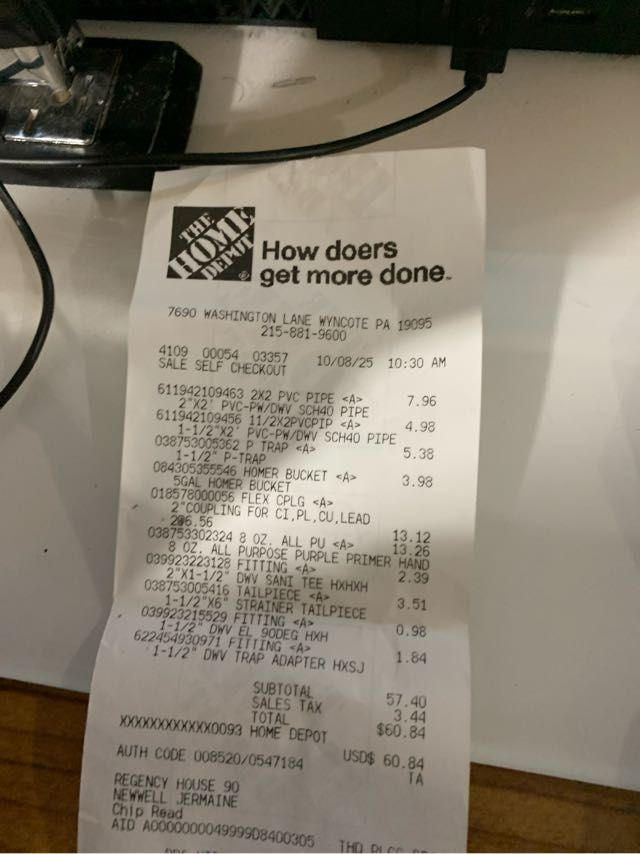 THE
HOME
DEPOT
How doers
get more done™
7690 WASHINGTON LANE WYNCOTE PA 19095
215-881-9600
4109 00054 03357 10/08/25 10:30 AM
SALE SELF CHECKOUT
611942109463 2X2 PVC PIPE <A> 7.96
2"X2' PVC-PW/DWV SCH40 PIPE
611942109456 11/2X2PVCPIP <A> 4.98
1-1/2"X2' PVC-PW/DWV SCH40 PIPE
038753005362 P TRAP <A> 5.38
1-1/2" P-TRAP
084305355546 HOMER BUCKET <A> 3.98
5GAL HOMER BUCKET
018578000056 FLEX CPLG <A>
2"COUPLING FOR CI,PL,CU,LEAD
2@6.56 13.12
038753302324 8 OZ. ALL PU <A> 13.26
8 OZ. ALL PURPOSE PURPLE PRIMER HAND
039923223128 FITTING <A> 2.39
2"X1-1/2" DWV SANI TEE HXHXH
038753005416 TAILPIECE <A> 3.51
1-1/2"X6" STRAINER TAILPIECE
039923215529 FITTING <A> 0.98
1-1/2" DWV EL 90DEG HXH
622454930971 FITTING <A> 1.84
1-1/2" DWV TRAP ADAPTER HXSJ
SUBTOTAL 57.40
SALES TAX 3.44
TOTAL $60.84
XXXXXXXXXXXX0093 HOME DEPOT
USD$ 60.84
AUTH CODE 008520/0547184 TA
REGENCY HOUSE 90
NEWWELL JERMAINE
Chip Read
AID A0000000049999D8400305 THD